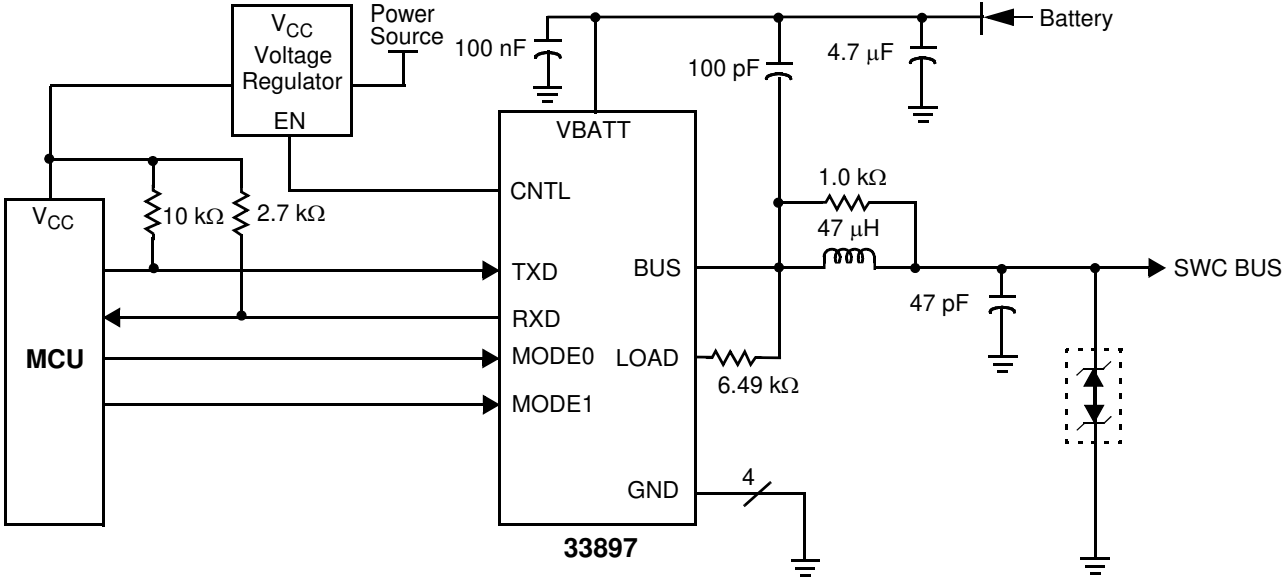 VCC
Voltage
Regulator
EN
Power
Source
100 nF
100 pF
4.7 μF
Battery
VBATT
CNTL
1.0 kΩ
47 μH
VCC
10 kΩ
2.7 kΩ
TXD
BUS
SWC BUS
RXD
47 pF
MCU
MODE0
LOAD
6.49 kΩ
MODE1
GND
4
33897